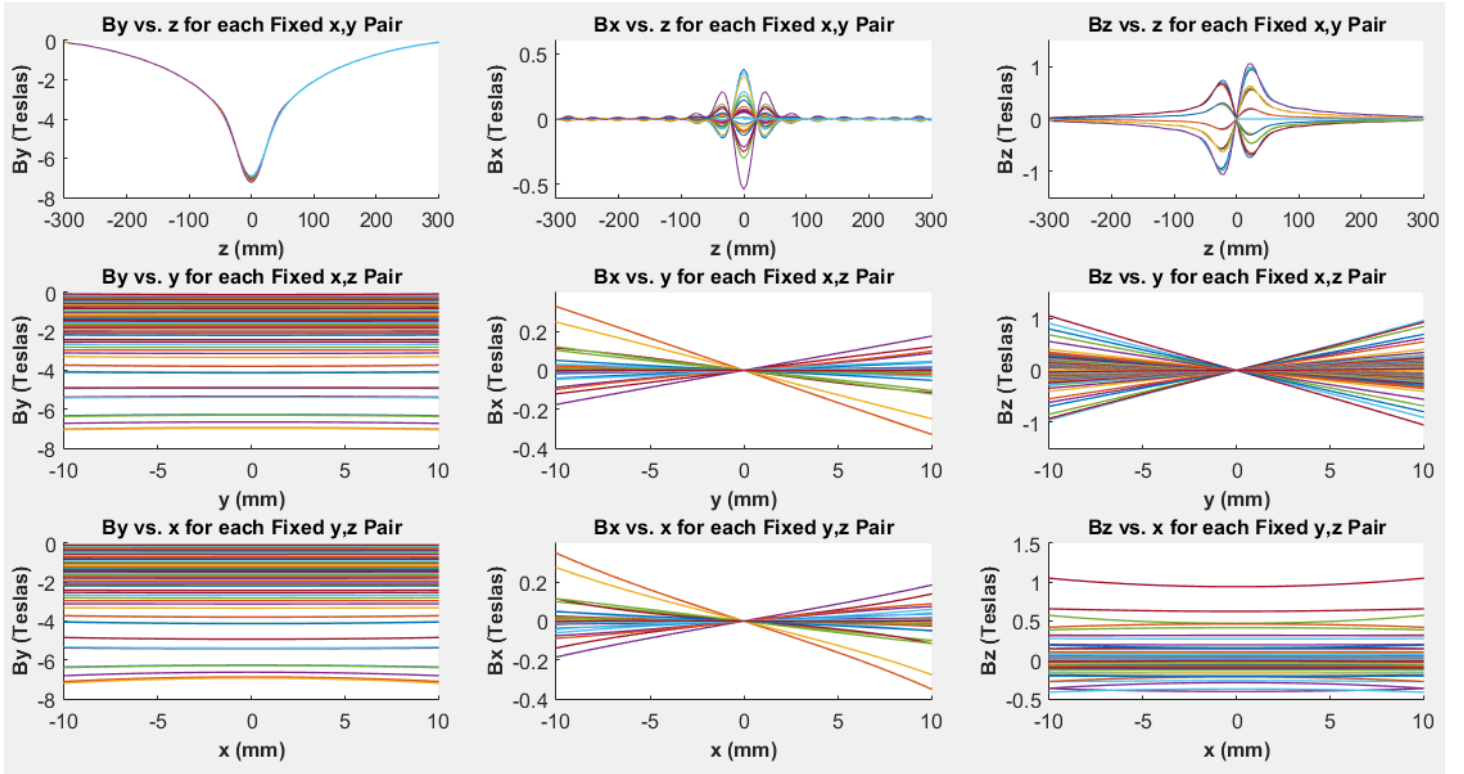 By vs. z for each Fixed x,y Pair
Bx vs. z for each Fixed x,y Pair
Bz vs. z for each Fixed x,y Pair
By (Teslas)
0
-2
-4
-6
-8
-300 -200 -100 0 100 200 300
z (mm)
Bx (Teslas)
0.5
0
-0.5
-300 -200 -100 0 100 200 300
z (mm)
Bz (Teslas)
1
0
-1
-300 -200 -100 0 100 200 300
z (mm)
By vs. y for each Fixed x,z Pair
Bx vs. y for each Fixed x,z Pair
Bz vs. y for each Fixed x,z Pair
By (Teslas)
0
-2
-4
-6
-8
-10 -5 0 5 10
y (mm)
Bx (Teslas)
0.2
0
-0.2
-0.4
-10 -5 0 5 10
y (mm)
Bz (Teslas)
1
0
-1
-10 -5 0 5 10
y (mm)
By vs. x for each Fixed y,z Pair
Bx vs. x for each Fixed y,z Pair
Bz vs. x for each Fixed y,z Pair
By (Teslas)
0
-2
-4
-6
-8
-10 -5 0 5 10
x (mm)
Bx (Teslas)
0.2
0
-0.2
-0.4
-10 -5 0 5 10
x (mm)
Bz (Teslas)
1.5
1
0.5
0
-0.5
-10 -5 0 5 10
x (mm)